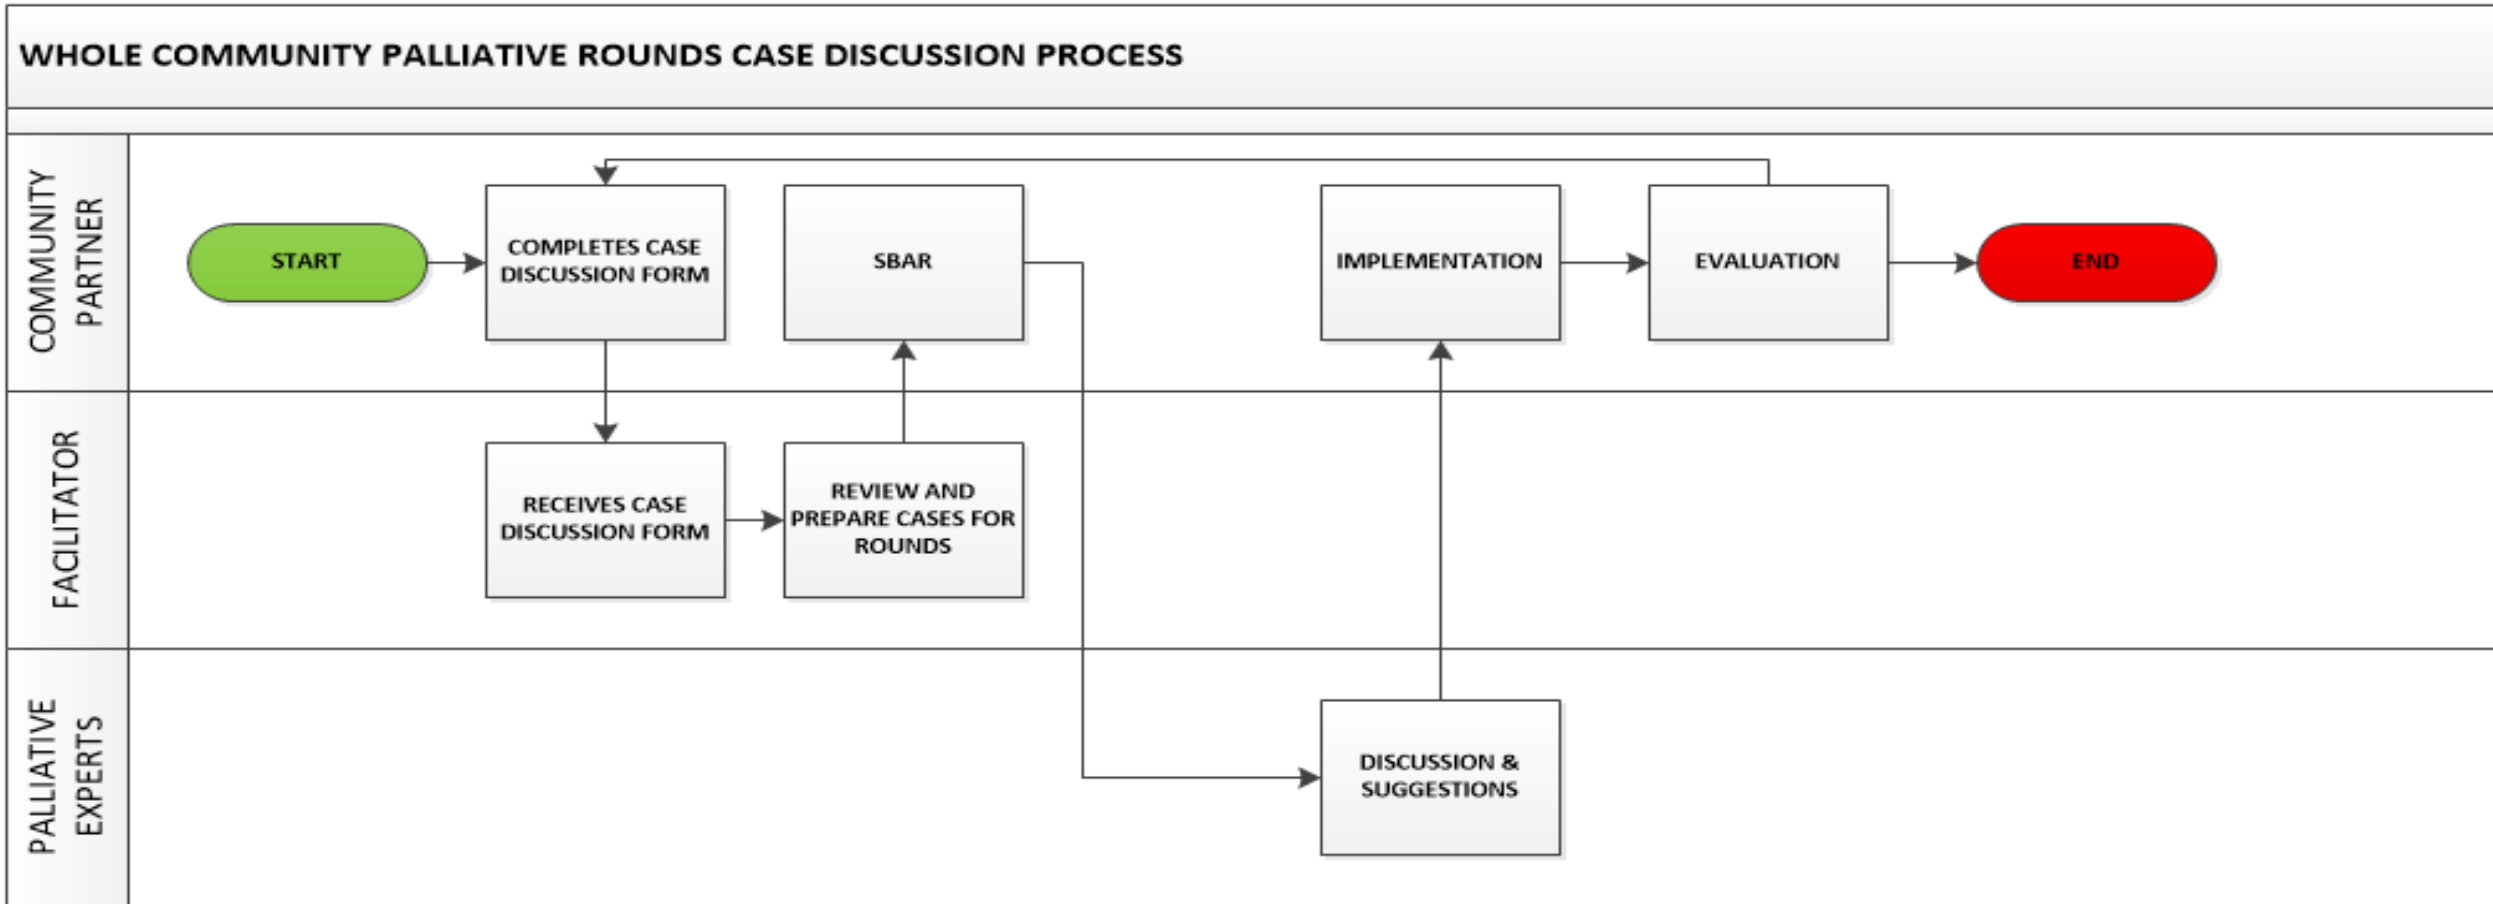 WHOLE COMMUNITY PALLIATIVE ROUNDS CASE DISCUSSION PROCESS
COMMUNITY
PARTNER
START
COMPLETES CASE
DISCUSSION FORM
SBAR
IMPLEMENTATION
EVALUATION
END
FACILITATOR
RECEIVES CASE
DISCUSSION FORM
REVIEW AND
PREPARE CASES FOR
ROUNDS
PALLIATIVE
EXPERTS
DISCUSSION &
SUGGESTIONS